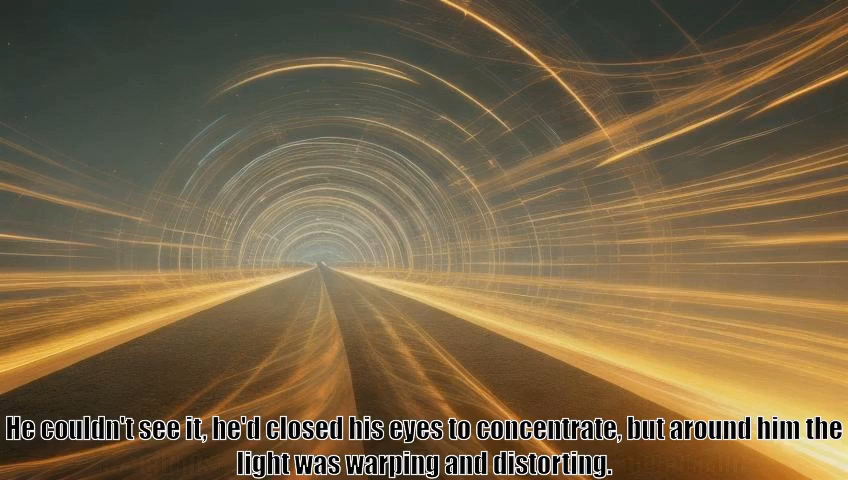 He couldn't see it, he'd closed his eyes to concentrate, but around him the
light was warping and distorting.